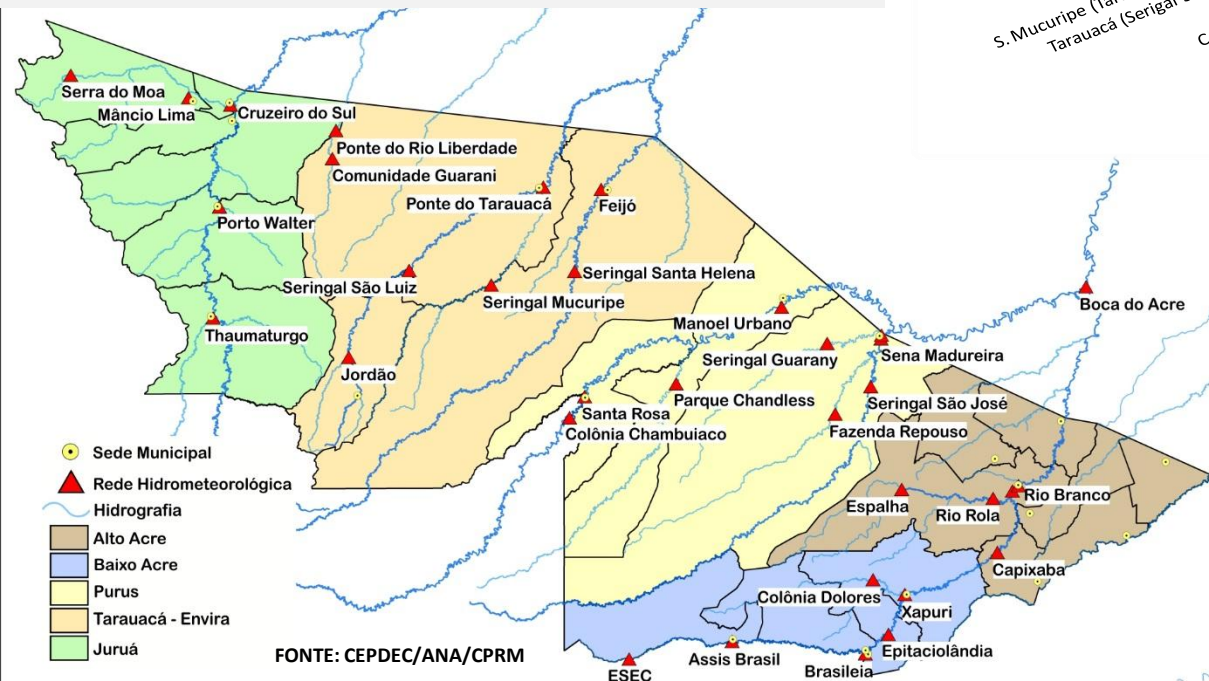 S. Mucuripe
Serra do Moa
Mâncio Lima
Cruzeiro do Sul
Ponte do Rio Liberdade
Comunidade Guarani
Ponte do Tarauacá
Feijó
Porto Walter
Seringal Santa Helena
Seringal São Luiz
Seringal Mucuripe
Boca do Acre
Manoel Urbano
Thaumaturgo
Seringal Guarany
Sena Madureira
Jordão
Parque Chandless
Seringal São José
Santa Rosa
Fazenda Repouso
Colônia Chambuiaco
Sede Municipal
Rede Hidrometeorológica
Hidrografia
Alto Acre
Baixo Acre
Purus
Tarauacá - Envira
Juruá
Espalha
Rio Rola
Rio Branco
Capixaba
Colônia Dolores
Xapuri
Epitaciolândia
Assis Brasil
Brasileia
ESEC
FONTE: CEPDEC/ANA/CPRM
Tarauacá (Serigal
C